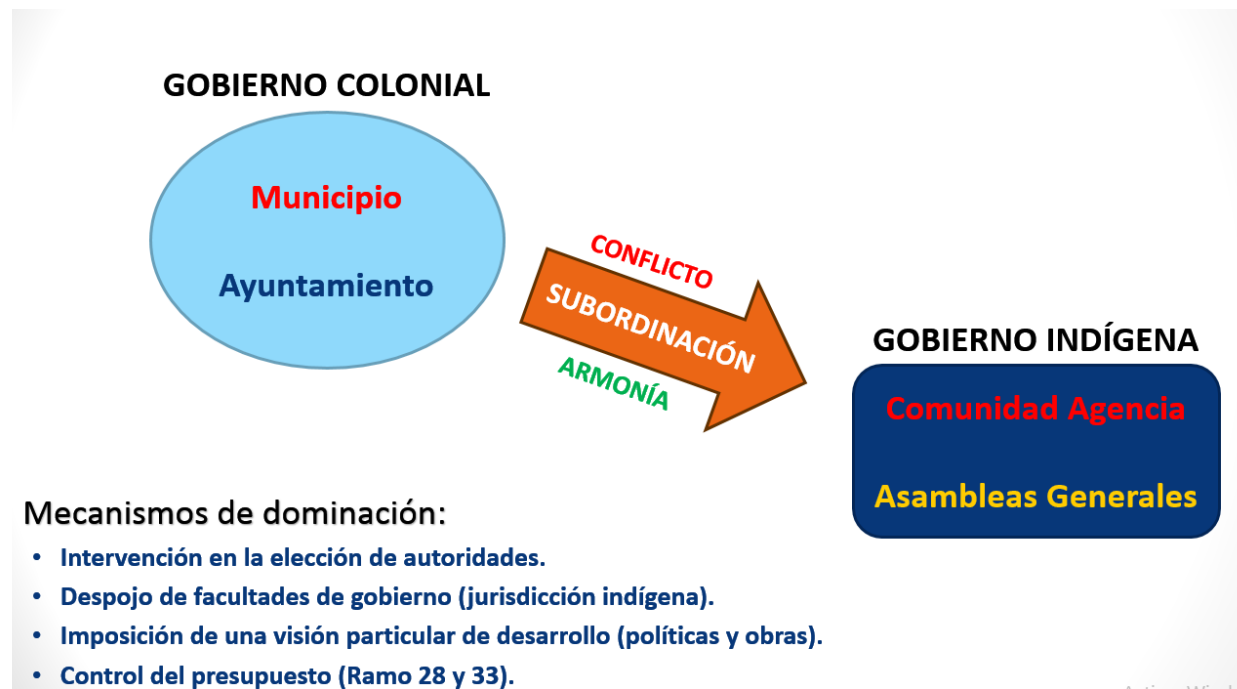 GOBIERNO COLONIAL
Municipio
Ayuntamiento
CONFLICTO
SUBORDINACIÓN
ARMONÍA
GOBIERNO INDÍGENA
Comunidad Agencia
Asambleas Generales
Mecanismos de dominación:
• Intervención en la elección de autoridades.
• Despojo de facultades de gobierno (jurisdicción indígena).
• Imposición de una visión particular de desarrollo (políticas y obras).
• Control del presupuesto (Ramo 28 y 33).